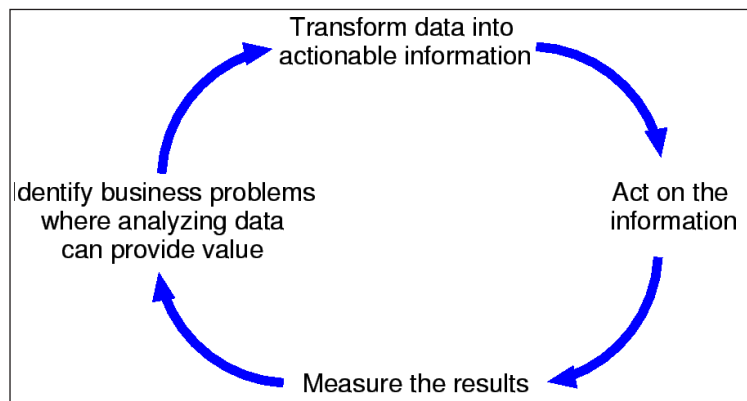 Transform data into
actionable information
Identify business problems
where analyzing data
can provide value
Act on the
information
Measure the results